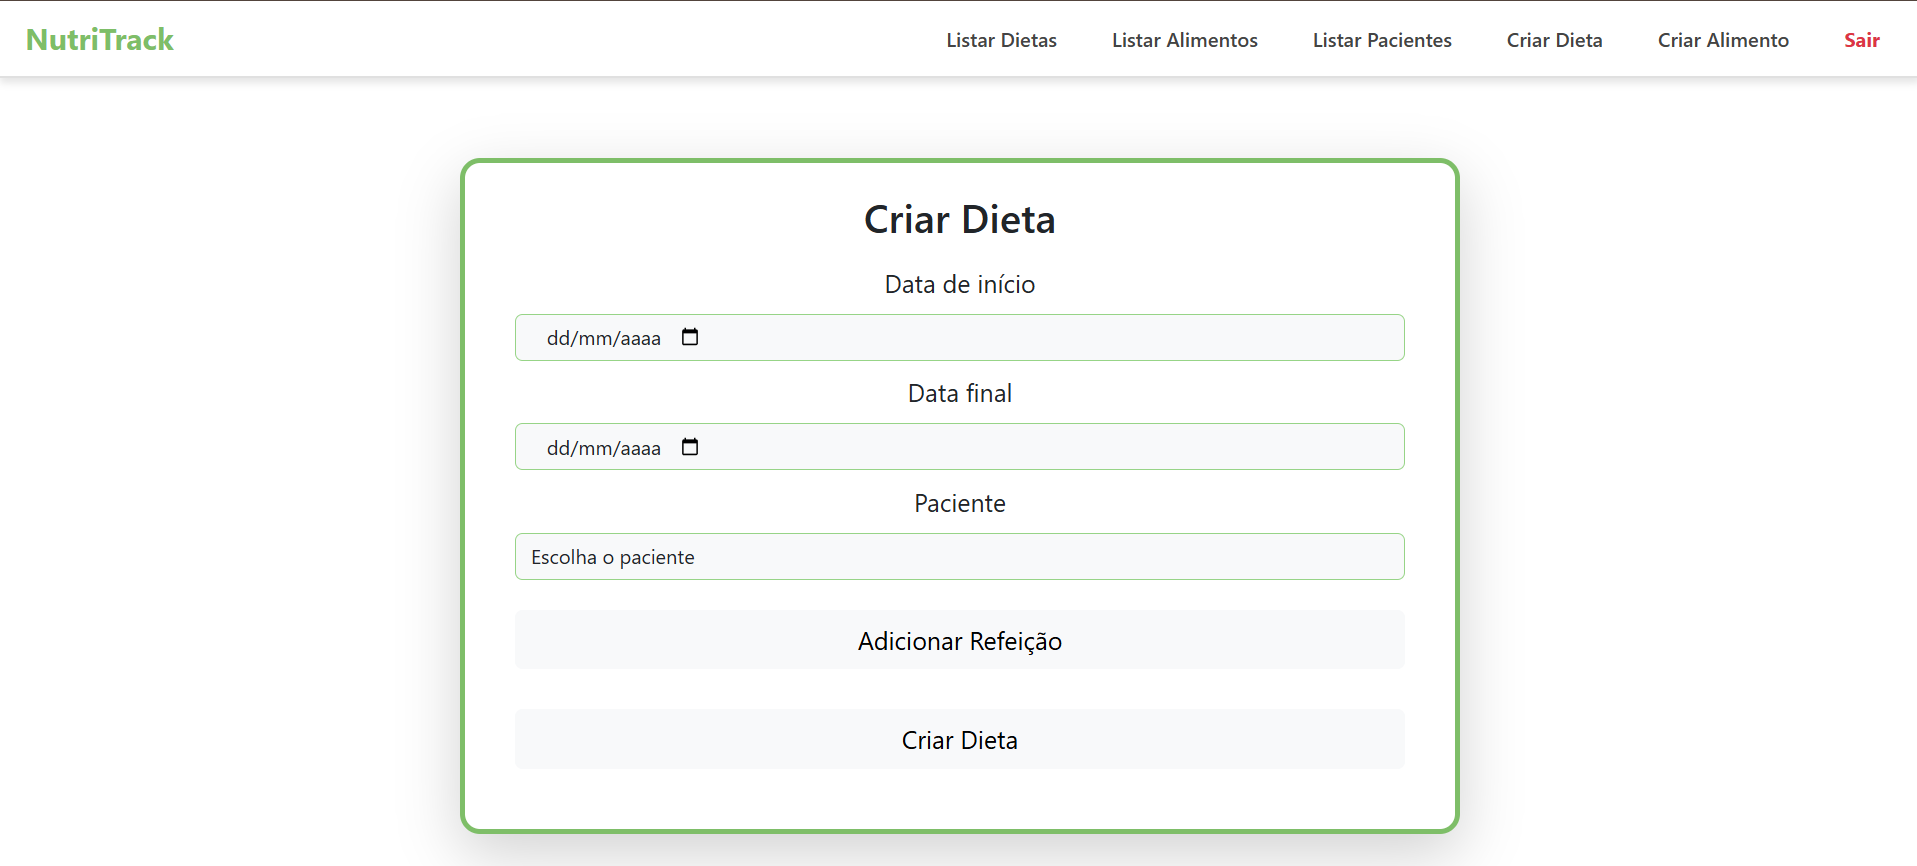 NutriTrack
Listar Dietas
Listar Alimentos
Listar Pacientes
Criar Dieta
Criar Alimento
Sair
Criar Dieta
Data de início
dd/mm/aaaa
Data final
dd/mm/aaaa
Paciente
Escolha o paciente
Adicionar Refeição
Criar Dieta